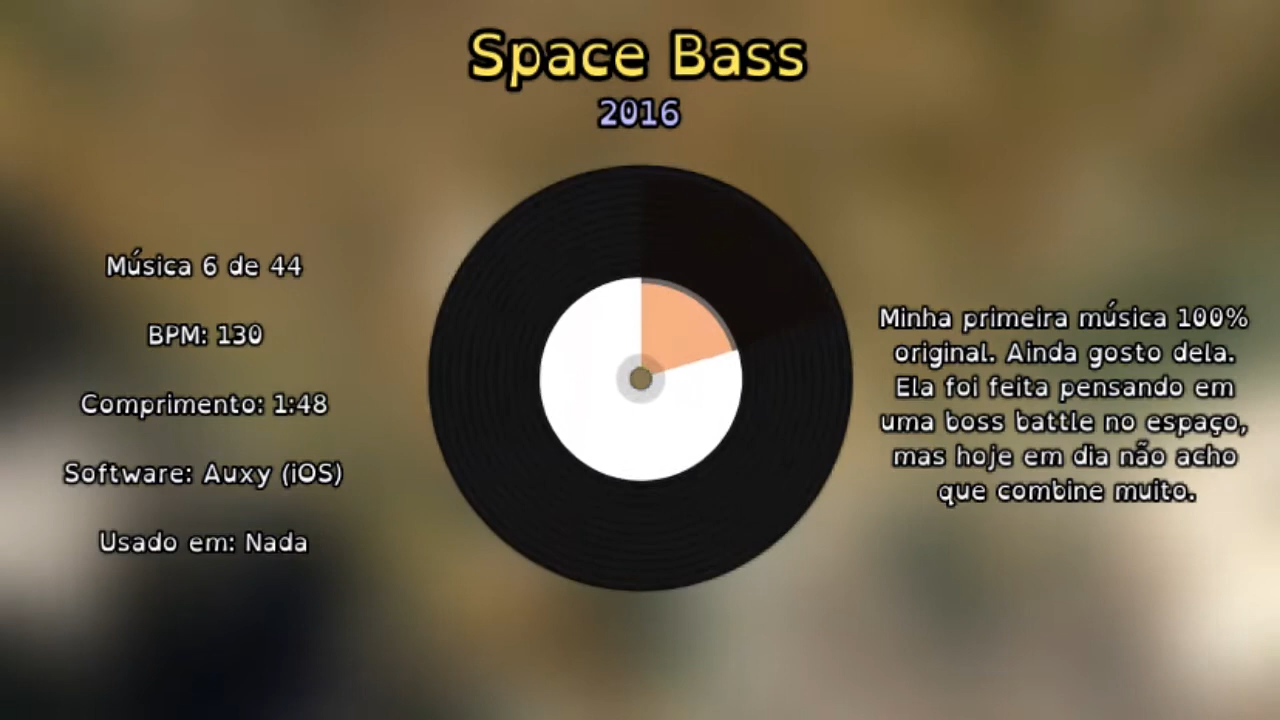 Space Bass
2016
Música 6 de 44
BPM: 130
Comprimento: 1:48
Software: Auxy (iOS)
Usado em: Nada
Minha primeira música 100%
original. Ainda gosto dela.
Ela foi feita pensando em
uma boss battle no espaço,
mas hoje em dia não acho
que combine muito.